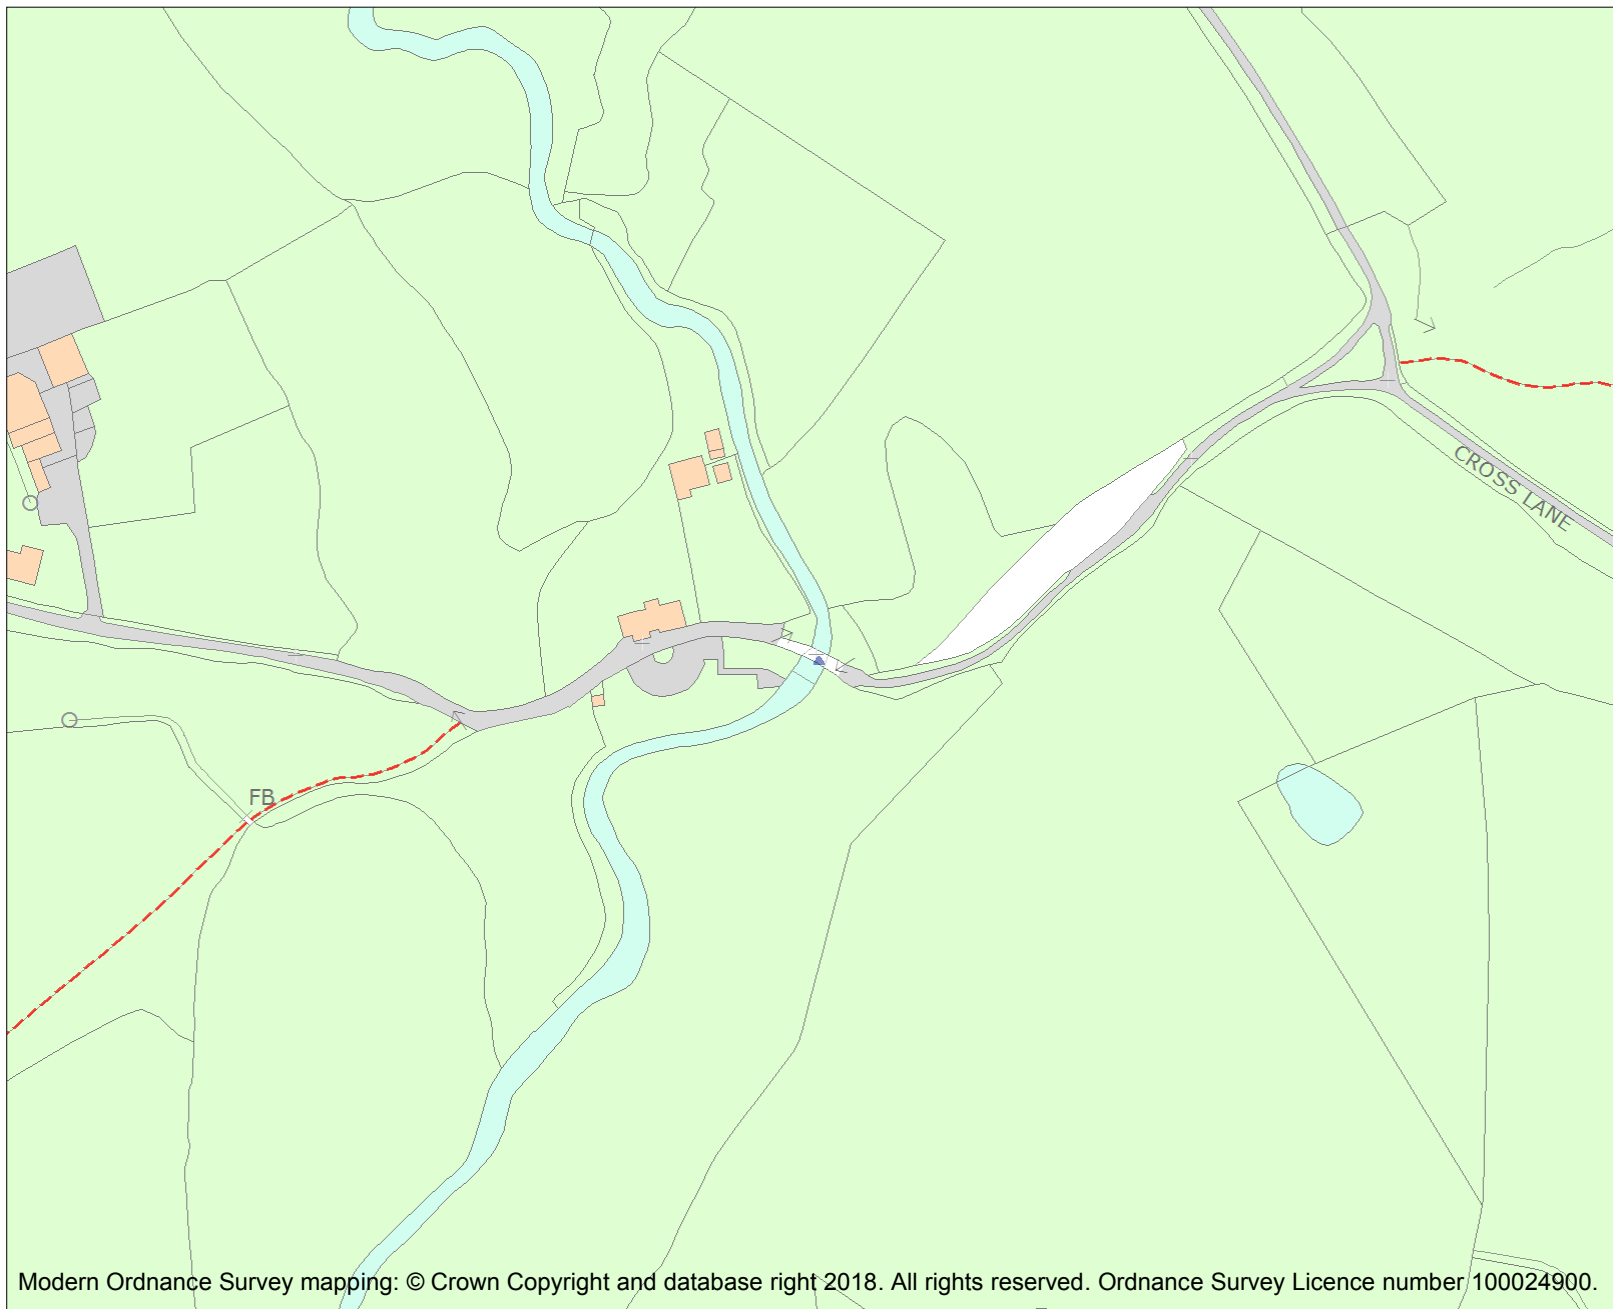 CROSS LANE
FB
Modern Ordnance Survey mapping: © Crown Copyright and database right 2018. All rights reserved. Ordnance Survey Licence number 100024900.